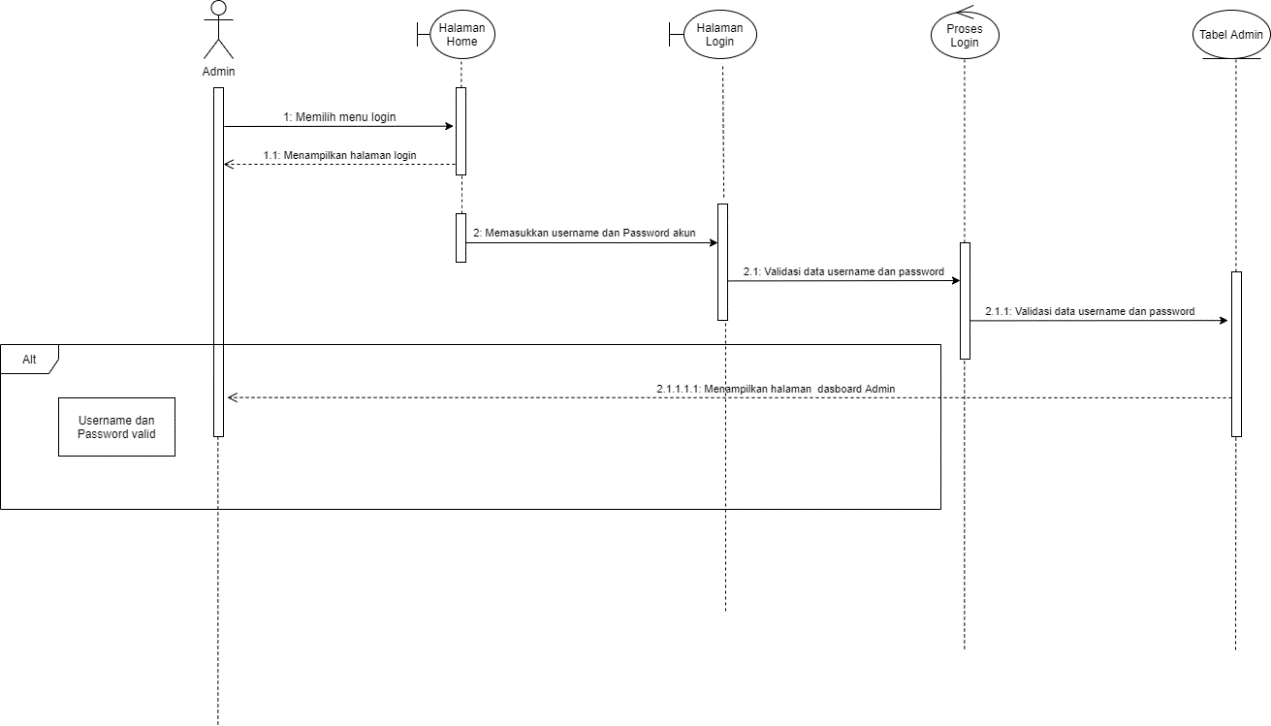 Halaman
Home
Halaman
Login
Proses
Login
Tabel Admin
Admin
1: Memilih menu login
1.1: Menampilkan halaman login
2: Memasukkan username dan Password akun
2.1: Validasi data username dan password
2.1.1: Validasi data username dan password
Alt
2.1.1.1.1: Menampilkan halaman dasboard Admin
Username dan
Password valid